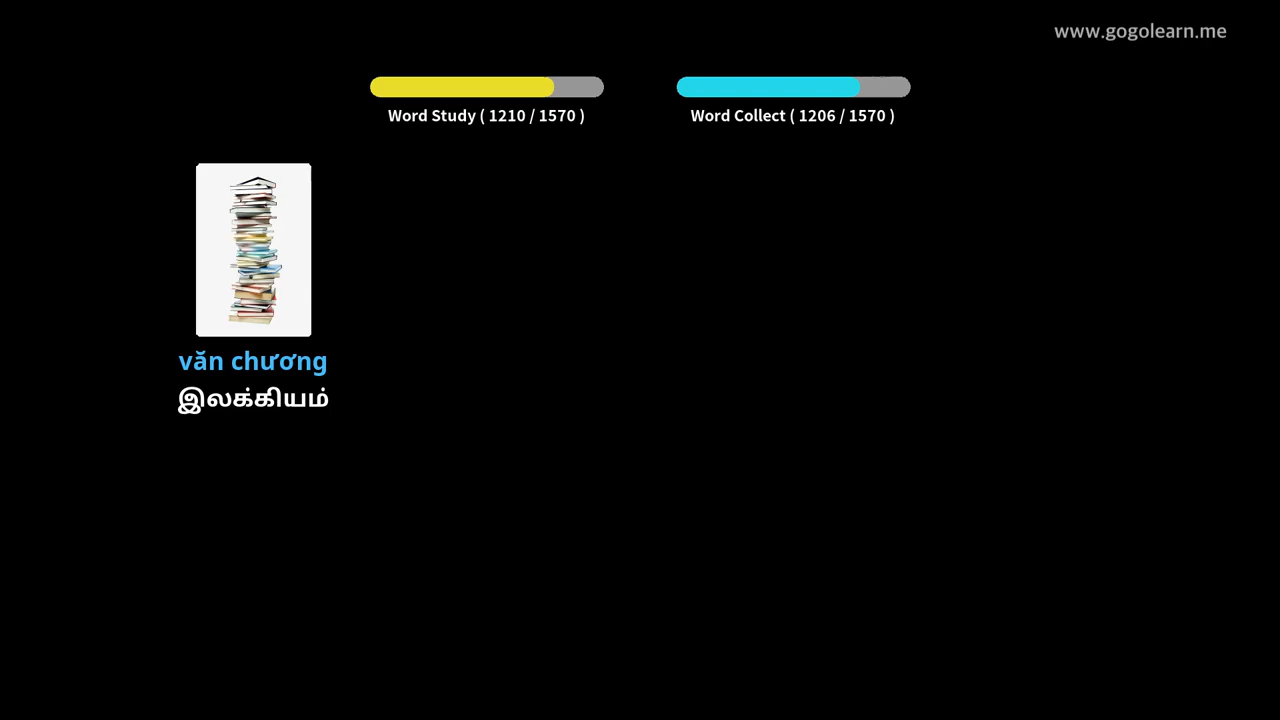 www.gogolearn.me
Word Study ( 1210 / 1570 )
Word Collect ( 1206 / 1570 )
văn chương
இலக்கியம்